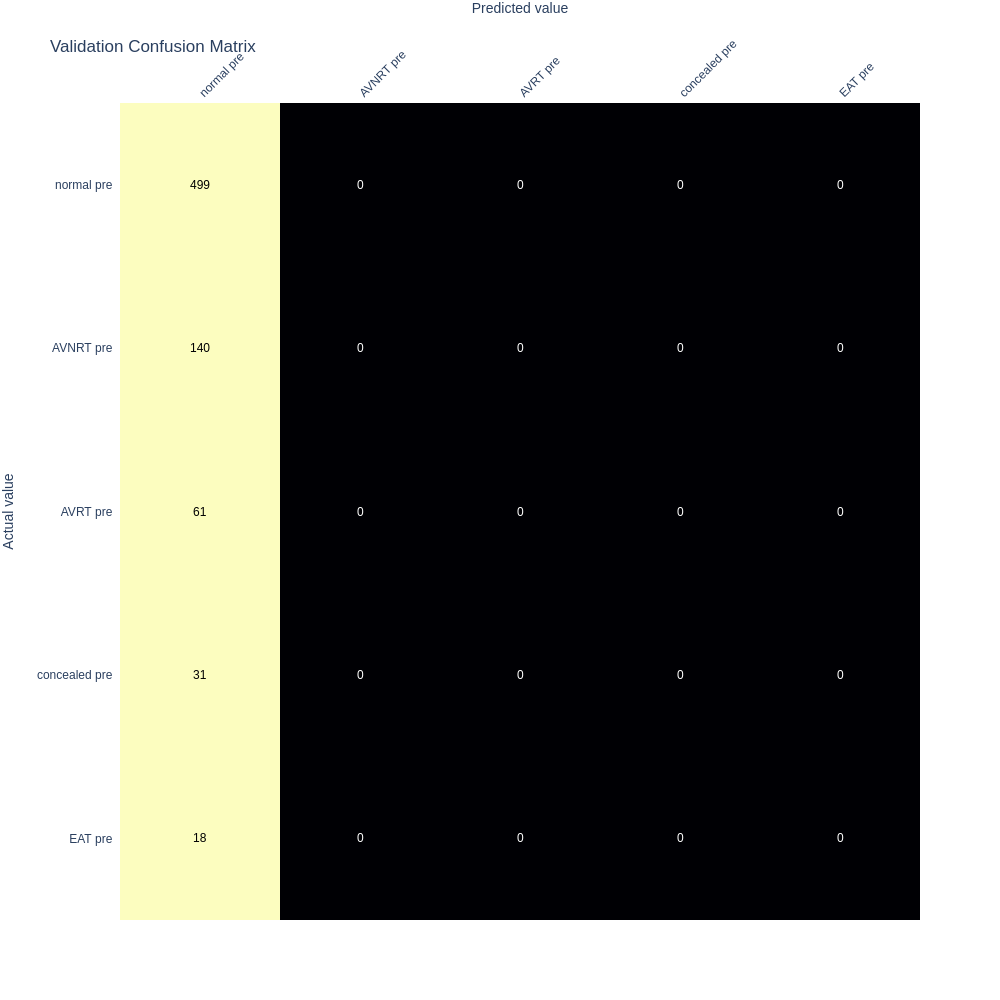 Predicted value
Validation Confusion Matrix
normal pre AVNRT pre AVRT pre concealed pre EAT pre
normal pre 499 0 0 0 0
AVNRT pre 140 0 0 0 0
AVRT pre 61 0 0 0 0
concealed pre 31 0 0 0 0
EAT pre 18 0 0 0 0
Actual value